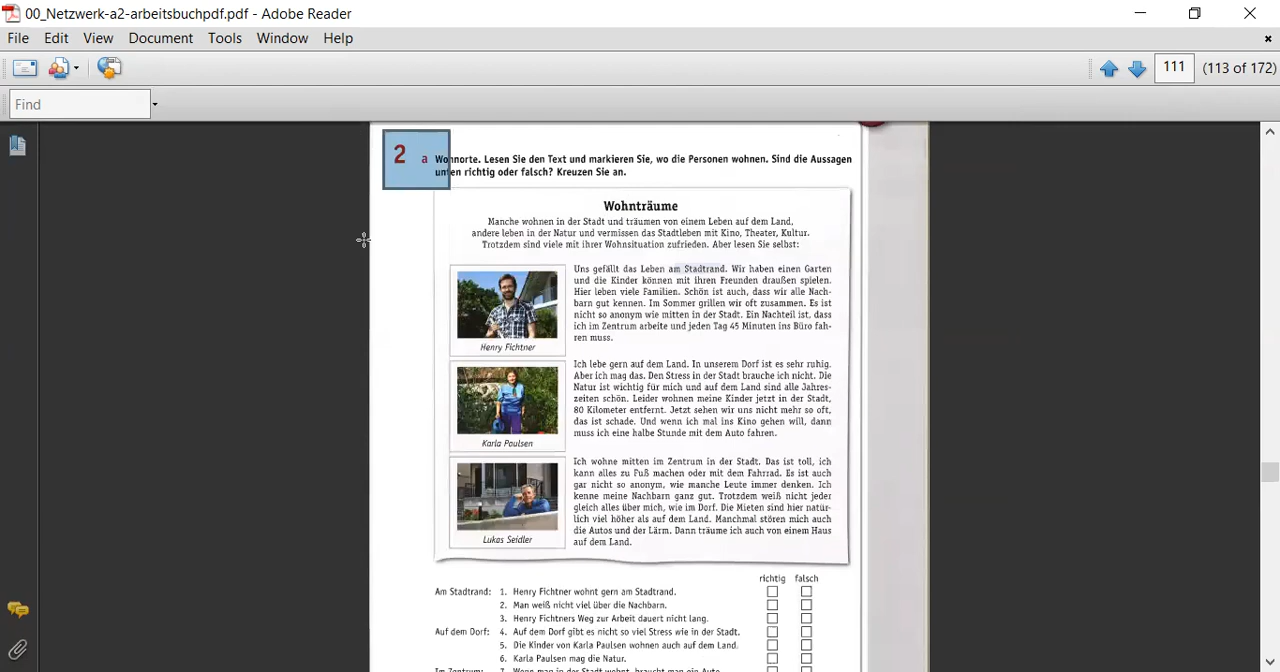 00_Netzwerk-a2-arbeitsbuchpdf.pdf - Adobe Reader
File Edit View Document Tools Window Help
111 (113 of 172)
Find
2 a Wohnorte. Lesen Sie den Text und markieren Sie, wo die Personen wohnen. Sind die Aussagen
unten richtig oder falsch? Kreuzen Sie an.
Wohnträume
Manche wohnen in der Stadt und träumen von einem Leben auf dem Land,
andere leben in der Natur und vermissen das Stadtleben mit Kino, Theater, Kultur.
Trotzdem sind viele mit ihrer Wohnsituation zufrieden. Aber lesen Sie selbst:
Uns gefällt das Leben am Stadtrand. Wir haben einen Garten
und die Kinder können mit ihren Freunden draußen spielen.
Hier leben viele Familien. Schön ist auch, dass wir alle Nach-
barn gut kennen. Im Sommer grillen wir oft zusammen. Es ist
nicht so anonym wie mitten in der Stadt. Ein Nachteil ist, dass
ich im Zentrum arbeite und jeden Tag 45 Minuten ins Büro fah-
ren muss.
Henry Fichtner
Ich lebe gern auf dem Land. In unserem Dorf ist es sehr ruhig.
Aber ich mag das. Den Stress in der Stadt brauche ich nicht. Die
Natur ist wichtig für mich und auf dem Land sind alle Jahres-
zeiten schön. Leider wohnen meine Kinder jetzt in der Stadt,
80 Kilometer entfernt. Jetzt sehen wir uns nicht mehr so oft,
das ist schade. Und wenn ich mal ins Kino gehen will, dann
muss ich eine halbe Stunde mit dem Auto fahren.
Karla Paulsen
Ich wohne mitten im Zentrum in der Stadt. Das ist toll, ich
kann alles zu Fuß machen oder mit dem Fahrrad. Es ist auch
gar nicht so anonym, wie manche Leute immer denken. Ich
kenne meine Nachbarn ganz gut. Trotzdem weiß nicht jeder
gleich alles über mich, wie im Dorf. Die Mieten sind hier natür-
lich viel höher als auf dem Land. Manchmal stören mich auch
die Autos und der Lärm. Dann träume ich auch von einem Haus
auf dem Land.
Lukas Seidler
richtig falsch
Am Stadtrand: 1. Henry Fichtner wohnt gern am Stadtrand.
2. Man weiß nicht viel über die Nachbarn.
3. Henry Fichtners Weg zur Arbeit dauert nicht lang.
Auf dem Dorf: 4. Auf dem Dorf gibt es nicht so viel Stress wie in der Stadt.
5. Die Kinder von Karla Paulsen wohnen auch auf dem Land.
6. Karla Paulsen mag die Natur.
Im Zentrum: 7. Wenn man in der Stadt wohnt, braucht man ein Auto.